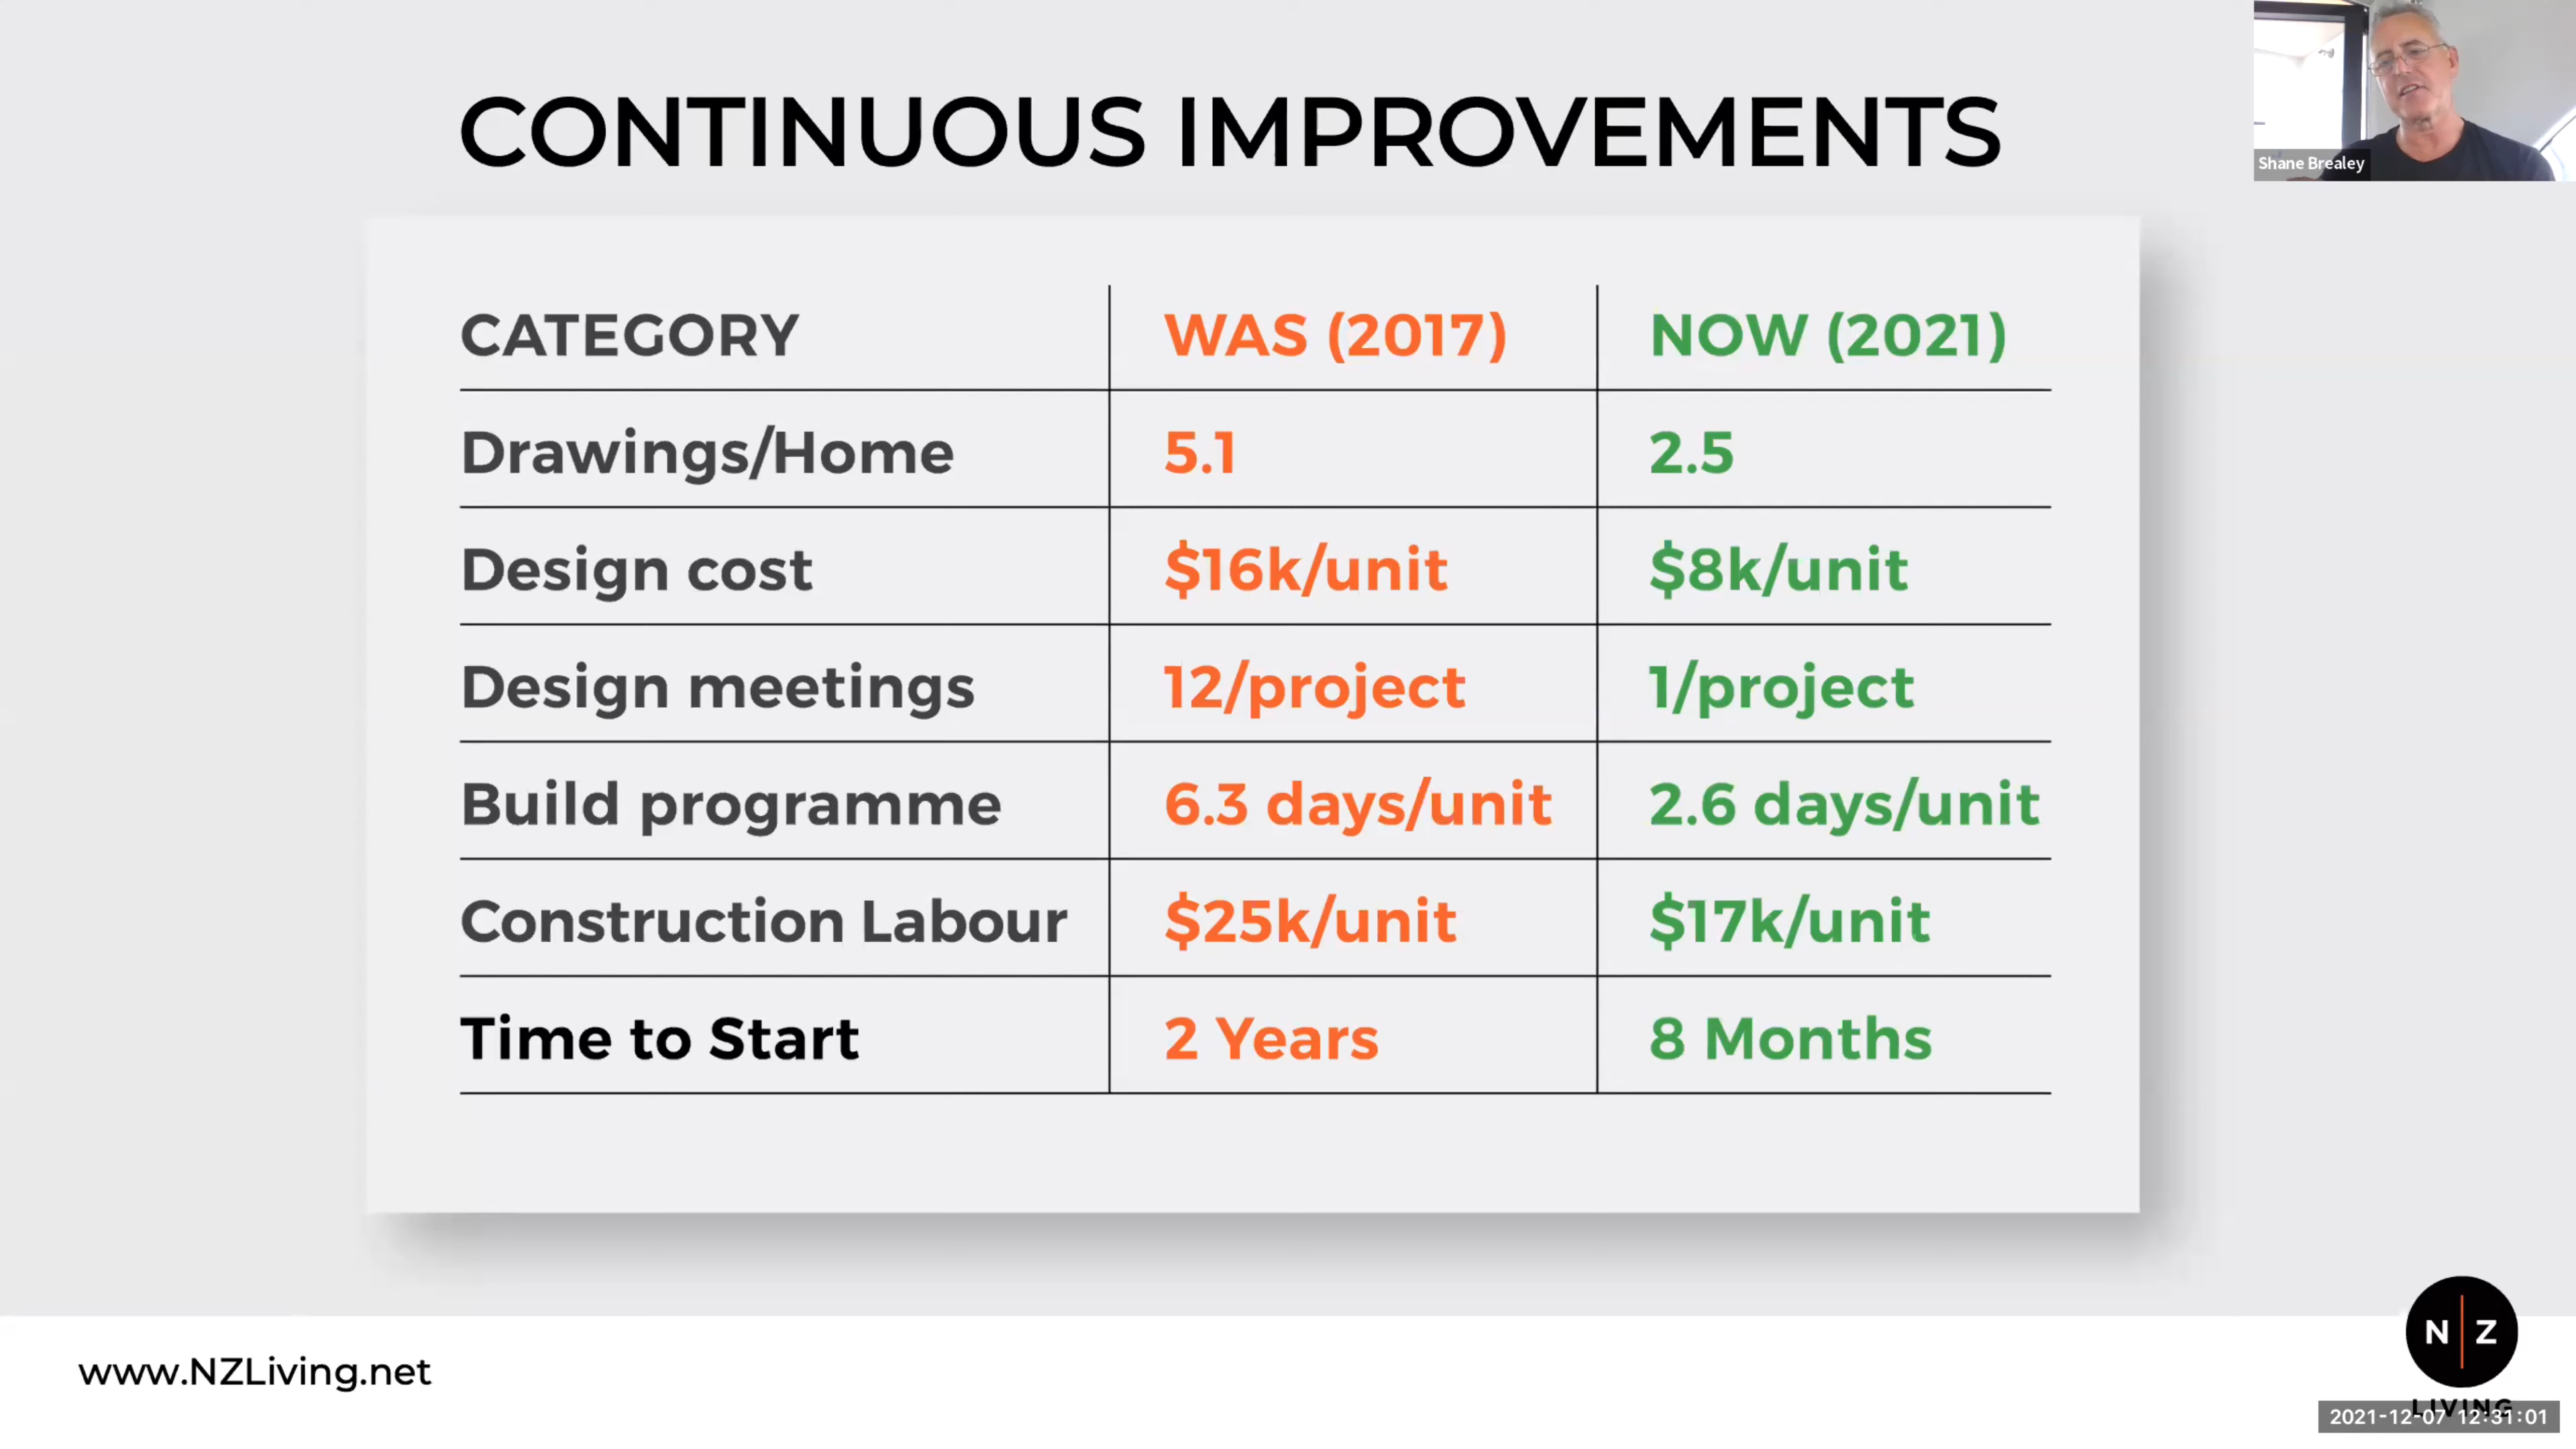 CONTINUOUS IMPROVEMENTS
Shane Brealey
CATEGORY WAS (2017) NOW (2021)
Drawings/Home 5.1 2.5
Design cost $16k/unit $8k/unit
Design meetings 12/project 1/project
Build programme 6.3 days/unit 2.6 days/unit
Construction Labour $25k/unit $17k/unit
Time to Start 2 Years 8 Months
www.NZLiving.net
N Z
LIVING
2021-12-07 12:31:01